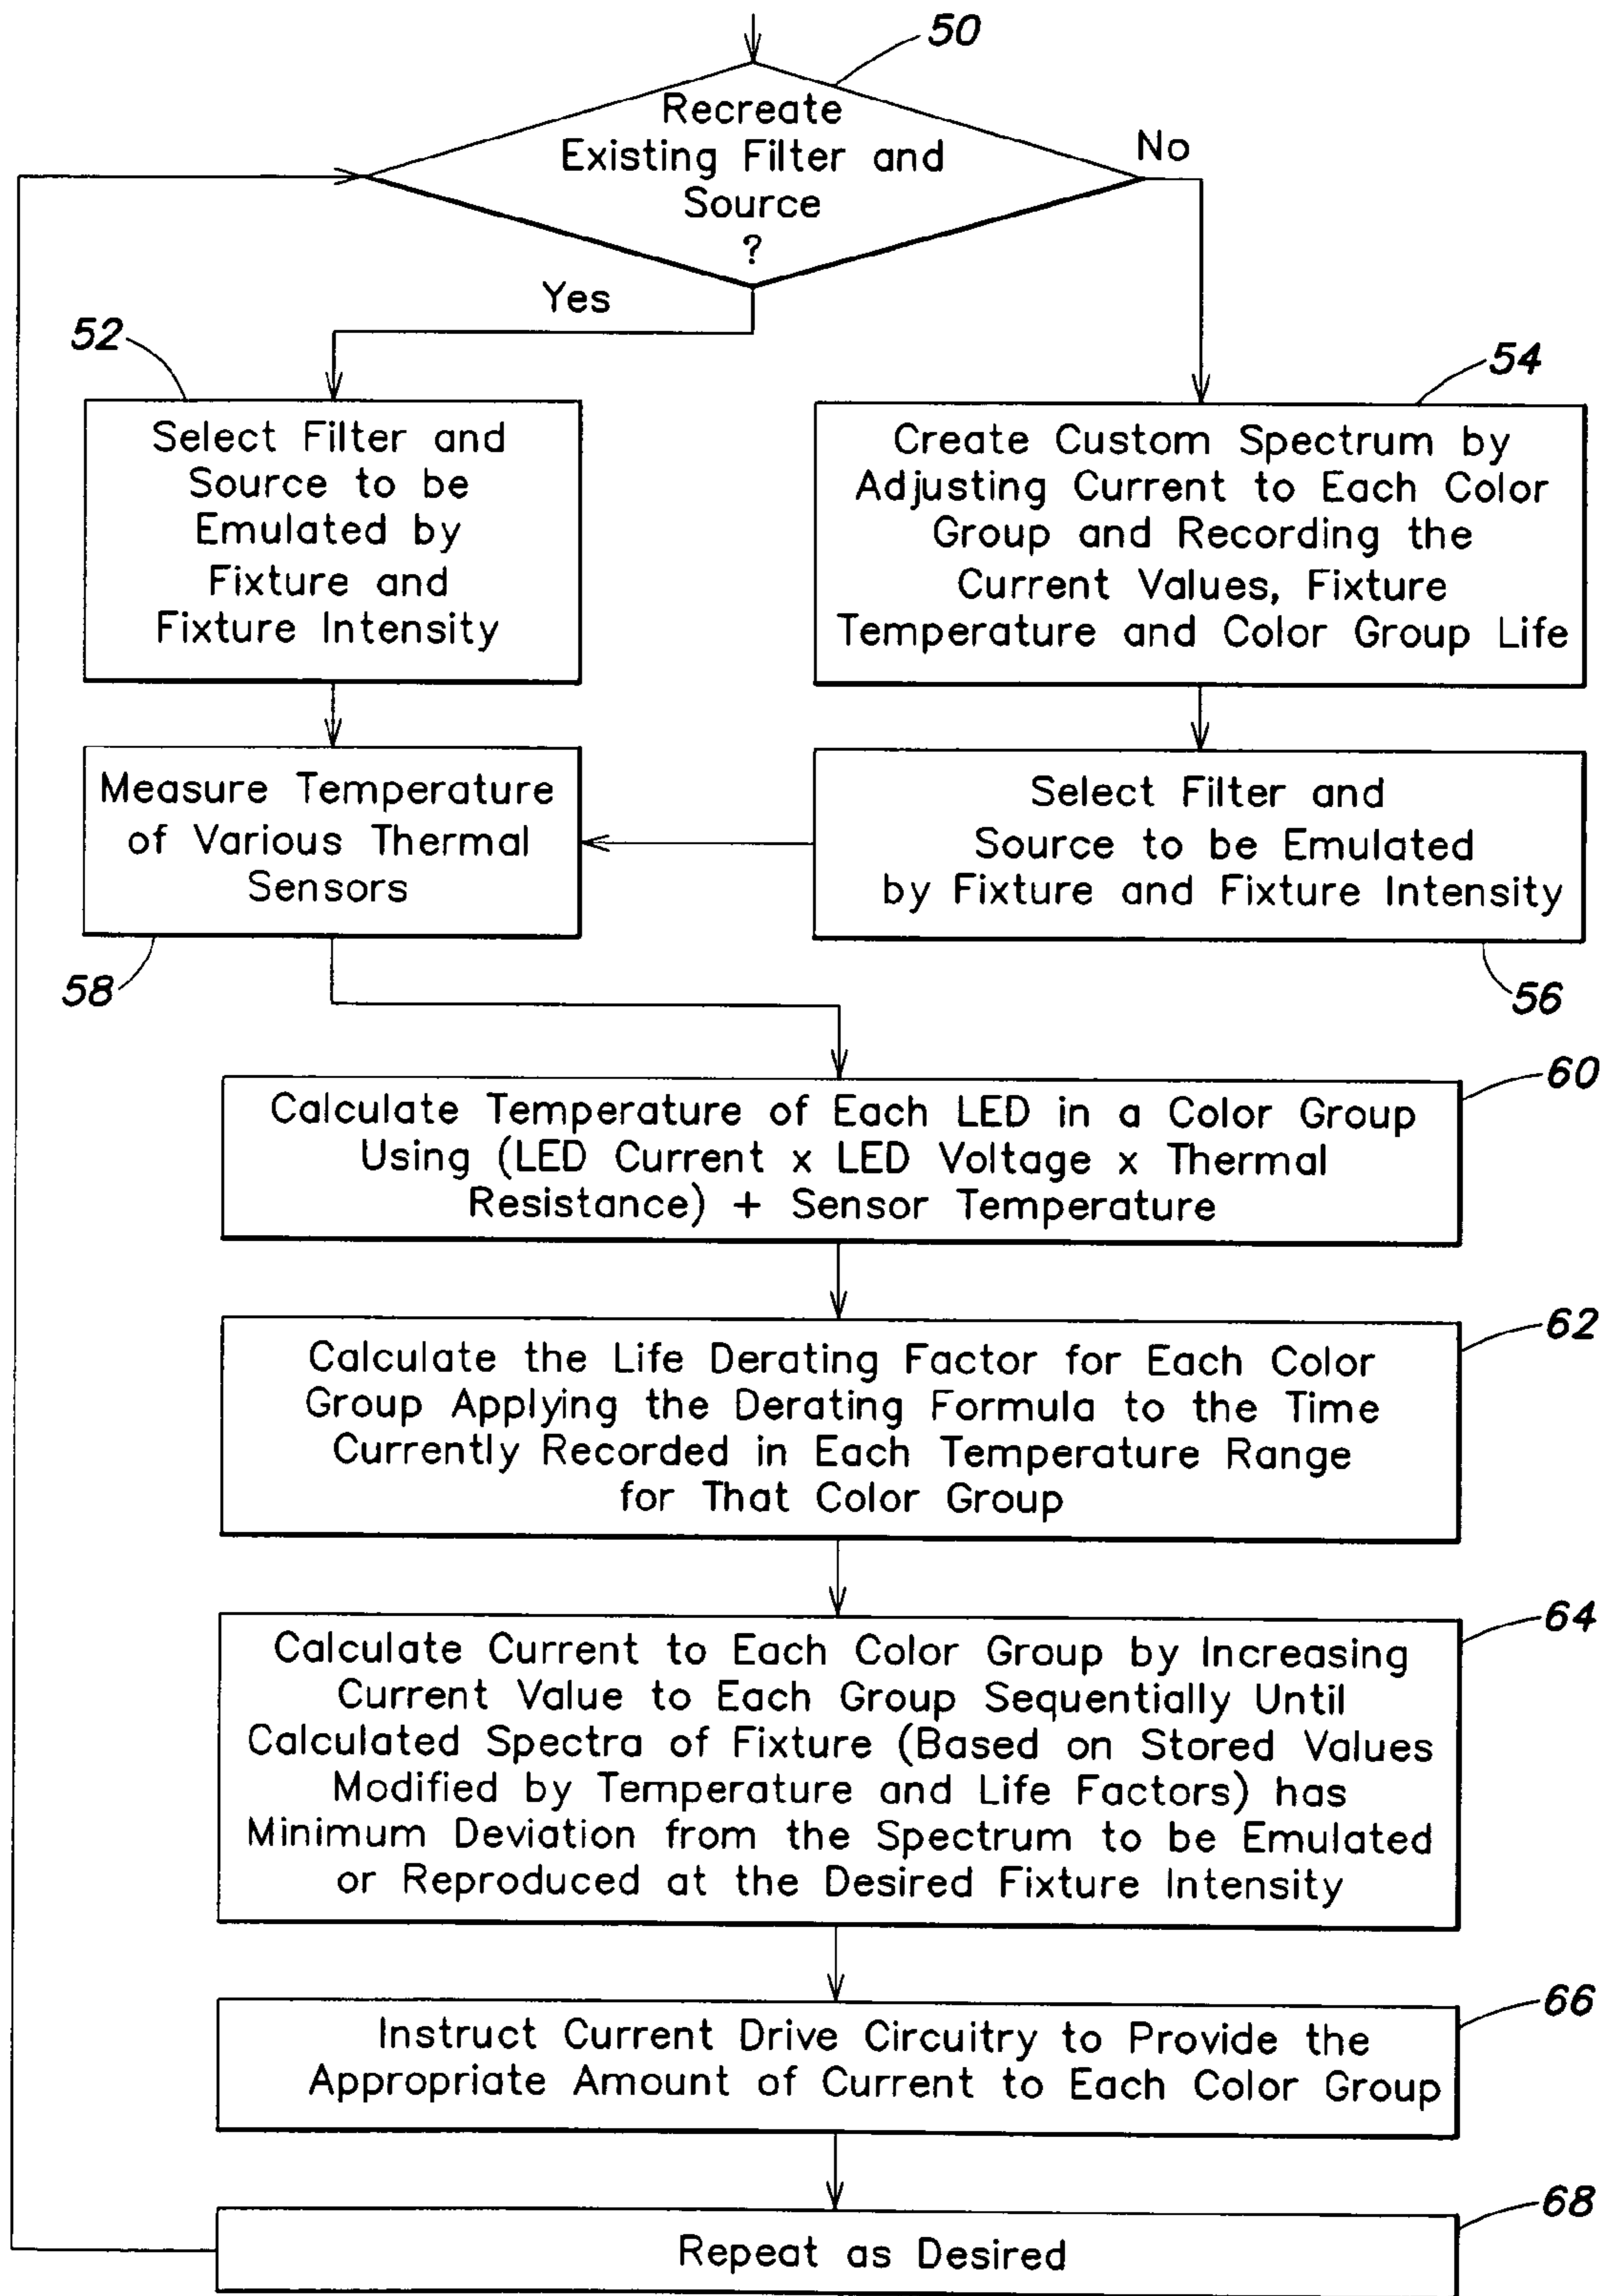 50
Recreate
Existing Filter and
Source
?
No
Yes
52
Select Filter and
Source to be
Emulated by
Fixture and
Fixture Intensity
54
Create Custom Spectrum by
Adjusting Current to Each Color
Group and Recording the
Current Values, Fixture
Temperature and Color Group Life
Measure Temperature
of Various Thermal
Sensors
58
Select Filter and
Source to be Emulated
by Fixture and Fixture Intensity
56
60
Calculate Temperature of Each LED in a Color Group
Using (LED Current x LED Voltage x Thermal
Resistance) + Sensor Temperature
62
Calculate the Life Derating Factor for Each Color
Group Applying the Derating Formula to the Time
Currently Recorded in Each Temperature Range
for That Color Group
64
Calculate Current to Each Color Group by Increasing
Current Value to Each Group Sequentially Until
Calculated Spectra of Fixture (Based on Stored Values
Modified by Temperature and Life Factors) has
Minimum Deviation from the Spectrum to be Emulated
or Reproduced at the Desired Fixture Intensity
66
Instruct Current Drive Circuitry to Provide the
Appropriate Amount of Current to Each Color Group
68
Repeat as Desired